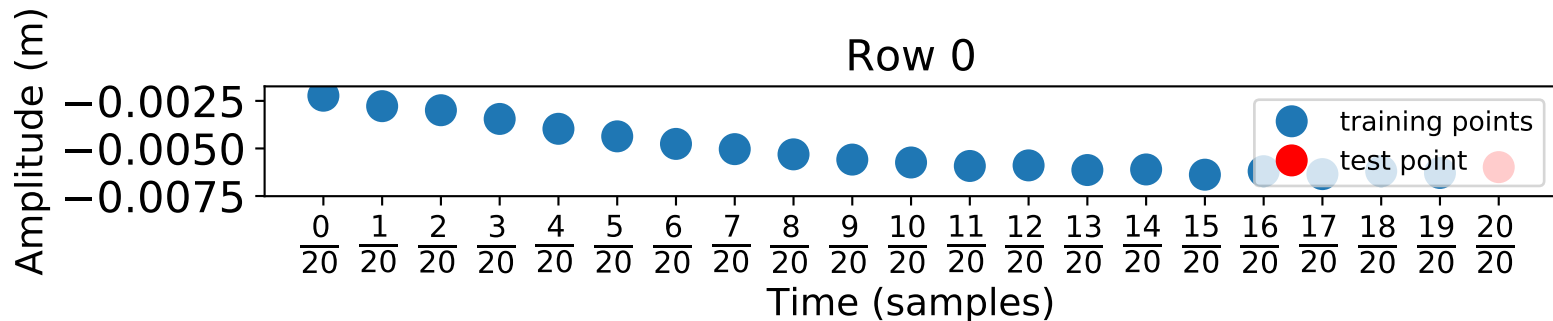 Row 0
Amplitude (m)
−0.0025
−0.0050
−0.0075
training points
test point
0/20 1/20 2/20 3/20 4/20 5/20 6/20 7/20 8/20 9/20 10/20 11/20 12/20 13/20 14/20 15/20 16/20 17/20 18/20 19/20 20/20
Time (samples)